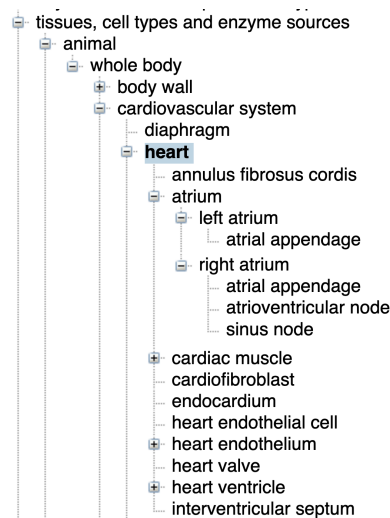 tissues, cell types and enzyme sources
animal
whole body
body wall
cardiovascular system
diaphragm
heart
annulus fibrosus cordis
atrium
left atrium
atrial appendage
right atrium
atrial appendage
atrioventricular node
sinus node
cardiac muscle
cardiofibroblast
endocardium
heart endothelial cell
heart endothelium
heart valve
heart ventricle
interventricular septum